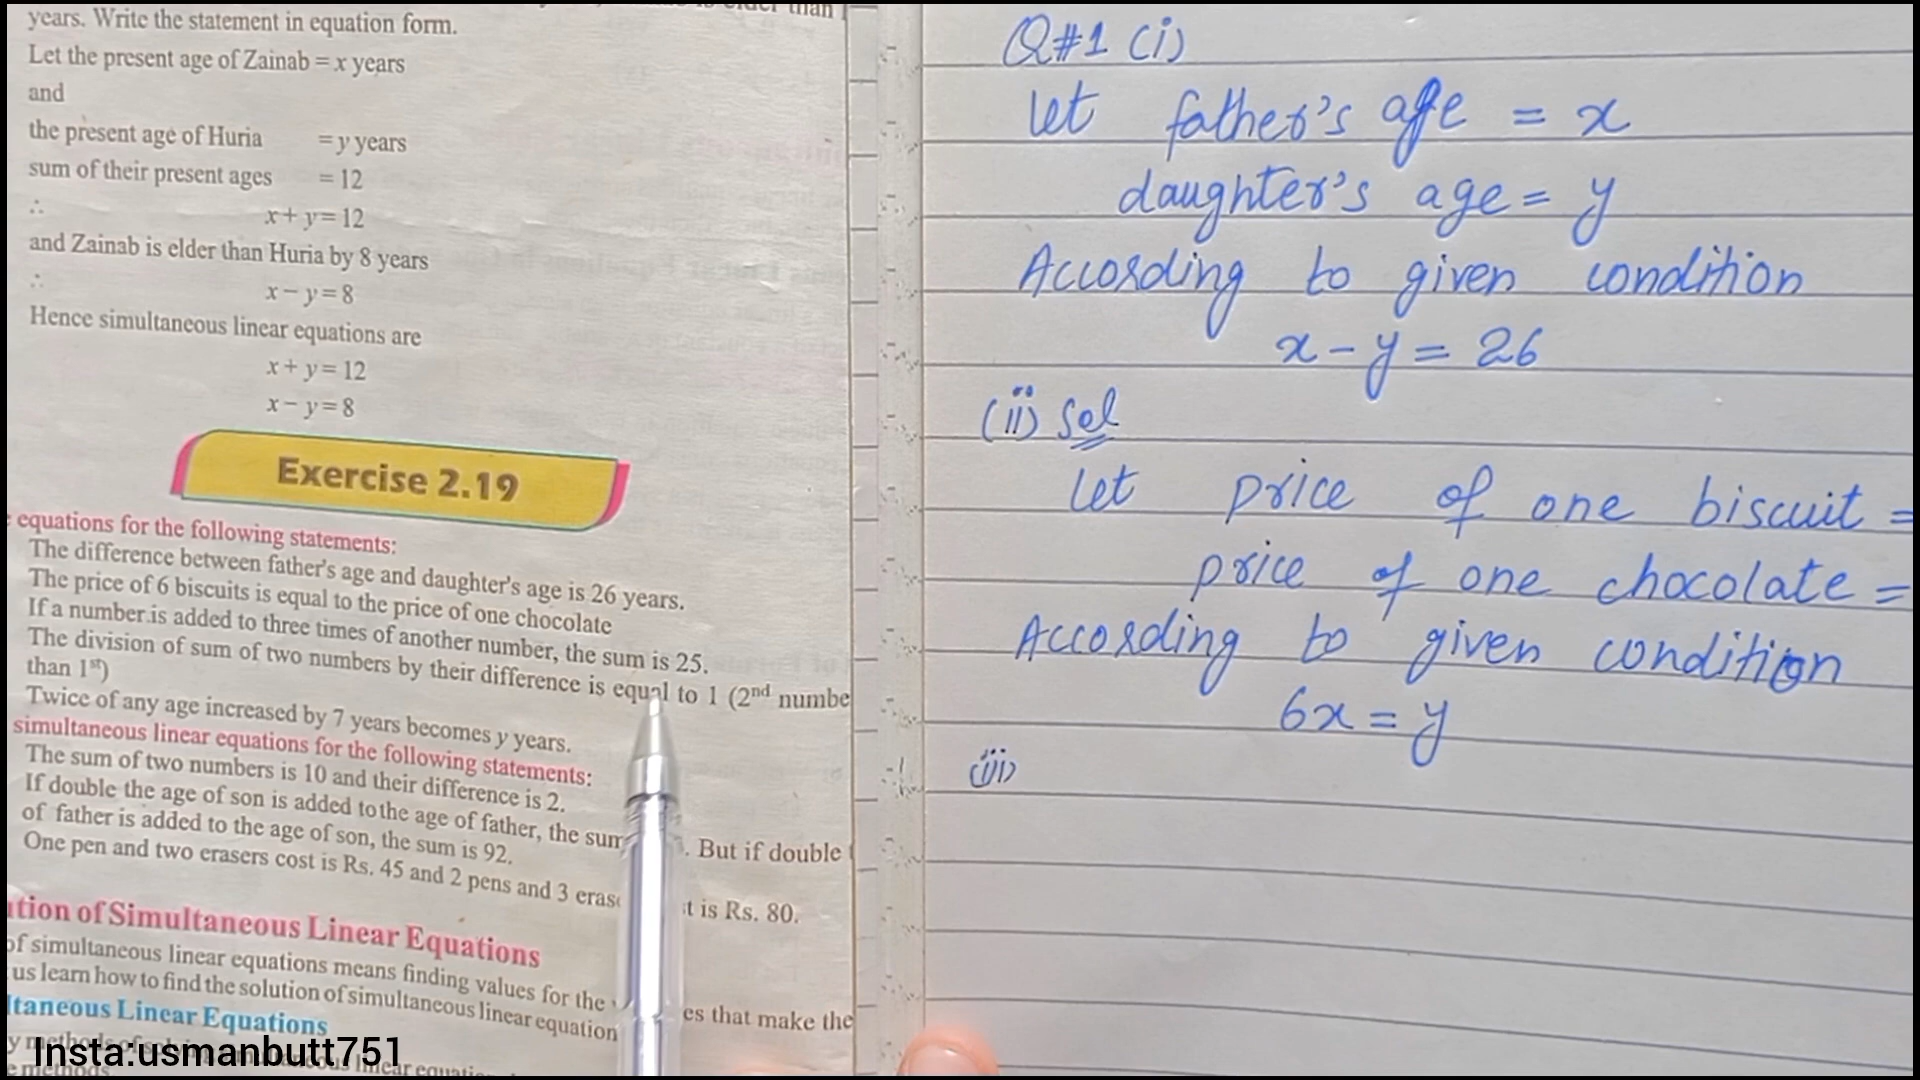 elder than
years. Write the statement in equation form.
Let the present age of Zainab = x years
and
the present age of Huria = y years
sum of their present ages = 12
∴ x + y = 12
and Zainab is elder than Huria by 8 years
∴ x − y = 8
Hence simultaneous linear equations are
x + y = 12
x − y = 8
Exercise 2.19
equations for the following statements:
The difference between father's age and daughter's age is 26 years.
The price of 6 biscuits is equal to the price of one chocolate
If a number is added to three times of another number, the sum is 25.
The division of sum of two numbers by their difference is equal to 1 (2nd numbe
than 1st)
Twice of any age increased by 7 years becomes y years.
simultaneous linear equations for the following statements:
The sum of two numbers is 10 and their difference is 2.
If double the age of son is added to the age of father, the sum . But if double
of father is added to the age of son, the sum is 92.
One pen and two erasers cost is Rs. 45 and 2 pens and 3 eras t is Rs. 80.
tion of Simultaneous Linear Equations
of simultaneous linear equations means finding values for the es that make the
us learn how to find the solution of simultaneous linear equation
ltaneous Linear Equations
y methods of linear equati
e methods
Insta:usmanbutt751
Q#1 (i)
Let father's age = x
daughter's age = y
According to given condition
x − y = 26
(ii) Sol
Let price of one biscuit =
price of one chocolate =
According to given condition
6x = y
(iii)